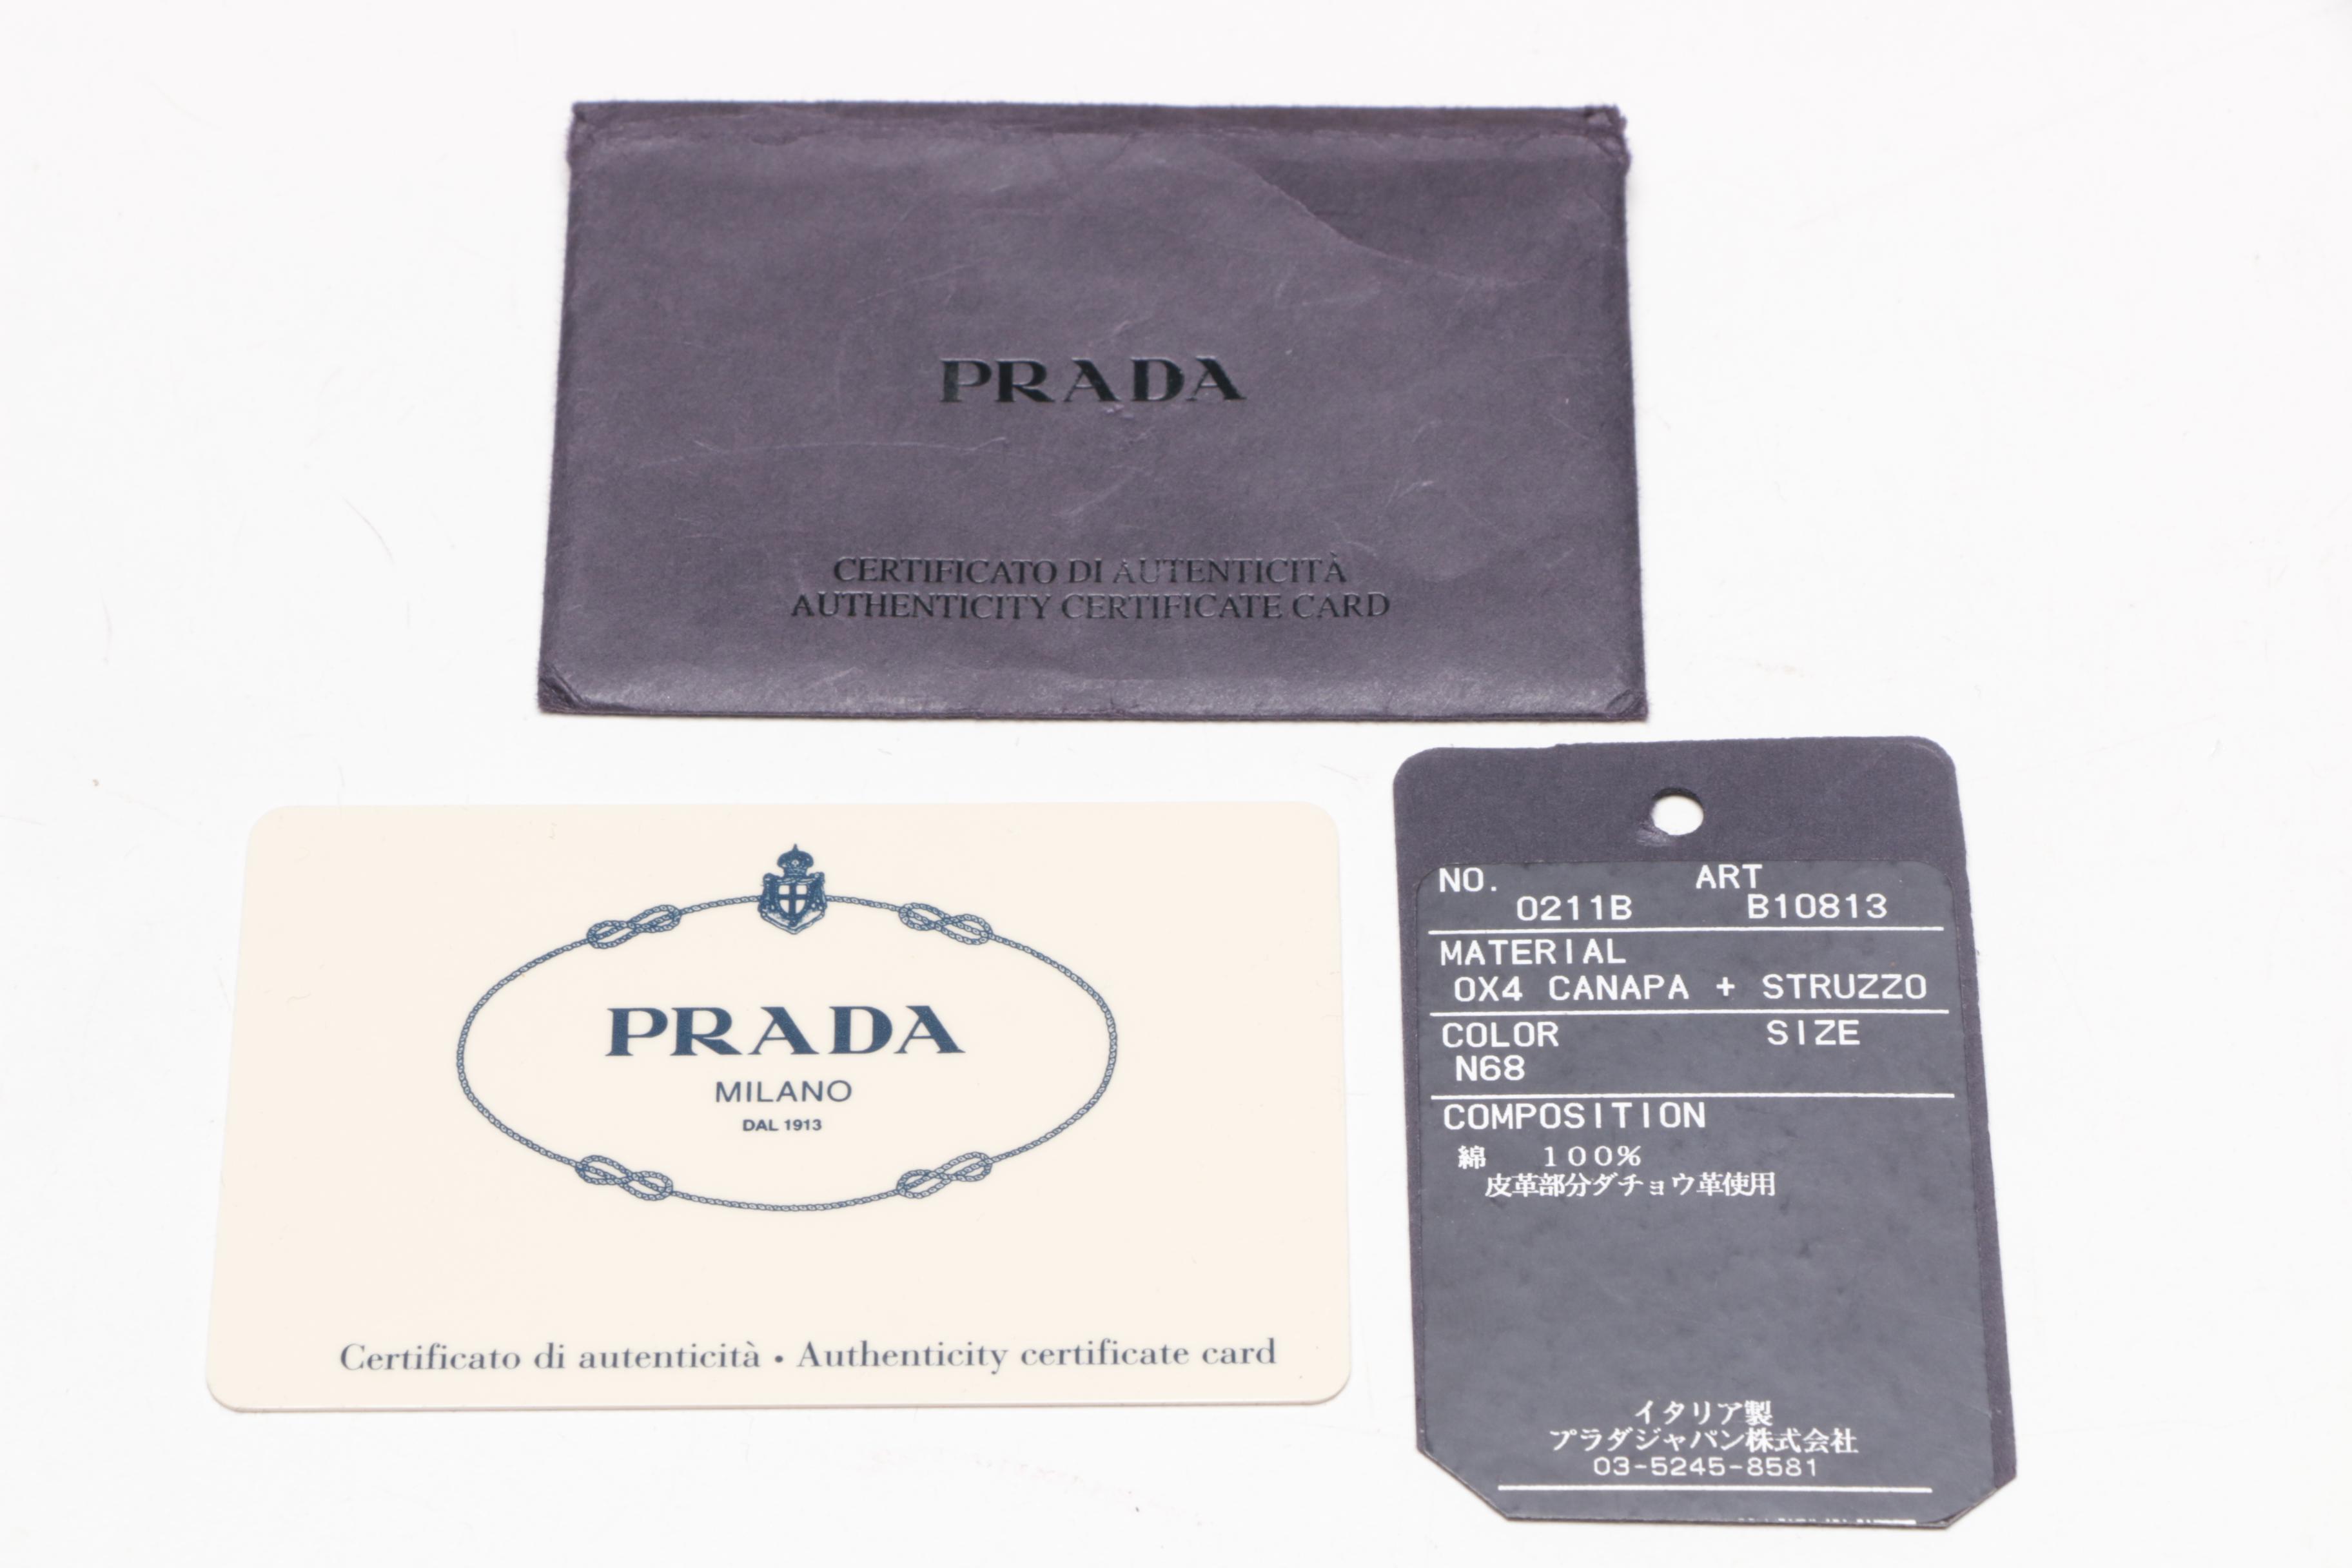 PRADA
CERTIFICATO DI AUTENTICITÀ
AUTHENTICITY CERTIFICATE CARD
PRADA
MILANO
DAL 1913
Certificato di autenticità • Authenticity certificate card
NO. ART
0211B B10813
MATERIAL
0X4 CANAPA + STRUZZO
COLOR SIZE
N68
COMPOSITION
綿 100%
皮革部分ダチョウ革使用
イタリア製
プラダジャパン株式会社
03-5245-8581